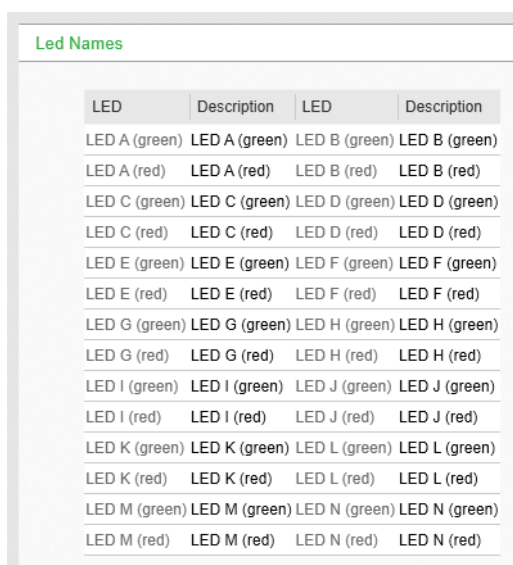 Led Names
LED Description LED Description
LED A (green) LED A (green) LED B (green) LED B (green)
LED A (red) LED A (red) LED B (red) LED B (red)
LED C (green) LED C (green) LED D (green) LED D (green)
LED C (red) LED C (red) LED D (red) LED D (red)
LED E (green) LED E (green) LED F (green) LED F (green)
LED E (red) LED E (red) LED F (red) LED F (red)
LED G (green) LED G (green) LED H (green) LED H (green)
LED G (red) LED G (red) LED H (red) LED H (red)
LED I (green) LED I (green) LED J (green) LED J (green)
LED I (red) LED I (red) LED J (red) LED J (red)
LED K (green) LED K (green) LED L (green) LED L (green)
LED K (red) LED K (red) LED L (red) LED L (red)
LED M (green) LED M (green) LED N (green) LED N (green)
LED M (red) LED M (red) LED N (red) LED N (red)